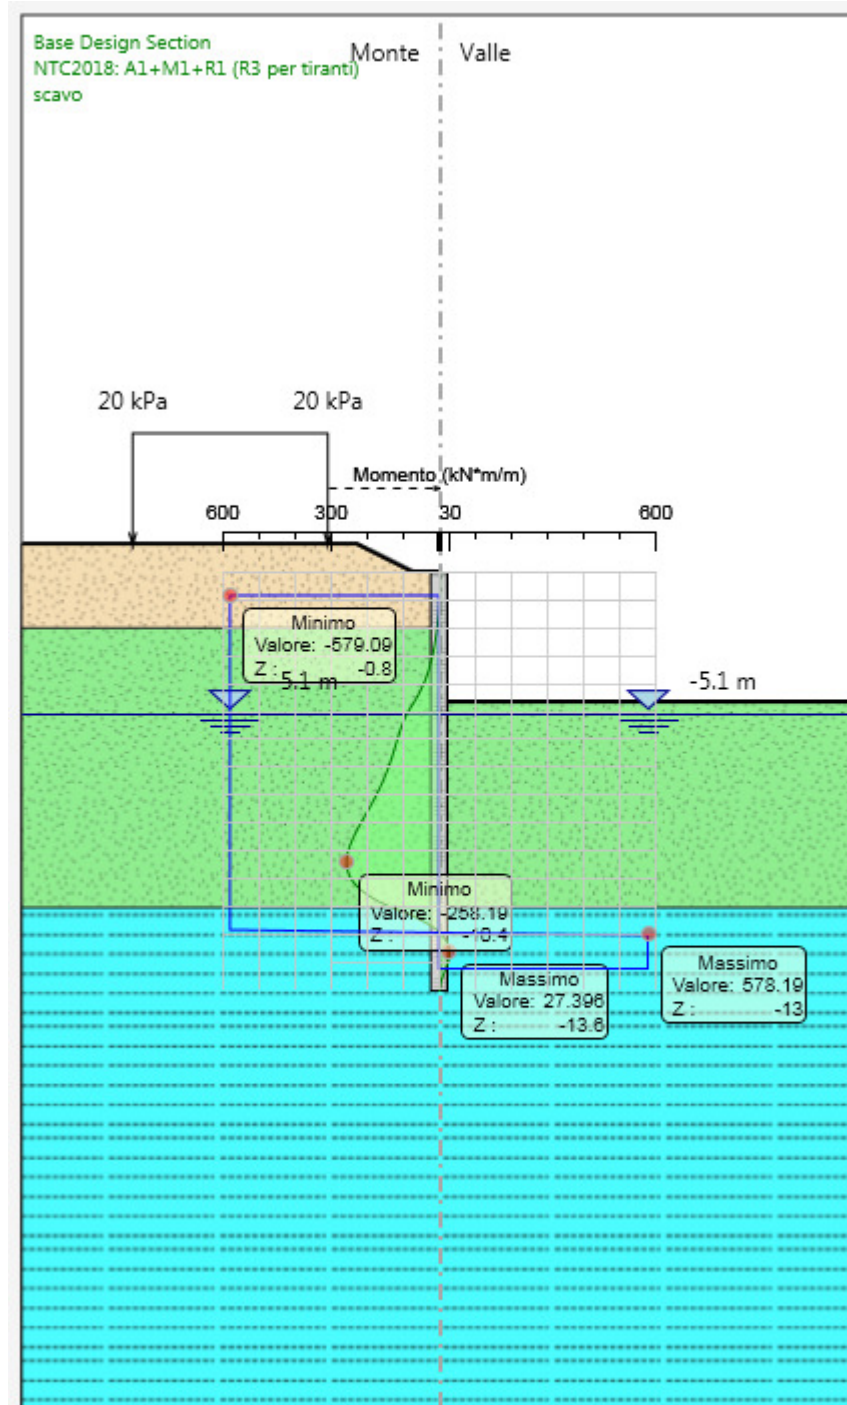 Base Design Section
NTC2018: A1+M1+R1 (R3 per tiranti)
scavo
Monte
Valle
20 kPa
20 kPa
Momento (kN*m/m)
600
300
30
600
Minimo
Valore: -579.09
Z : -0.8
5.1 m
-5.1 m
Minimo
Valore: -258.19
Z : -10.4
Massimo
Valore: 27.396
Z : -13.6
Massimo
Valore: 578.19
Z : -13